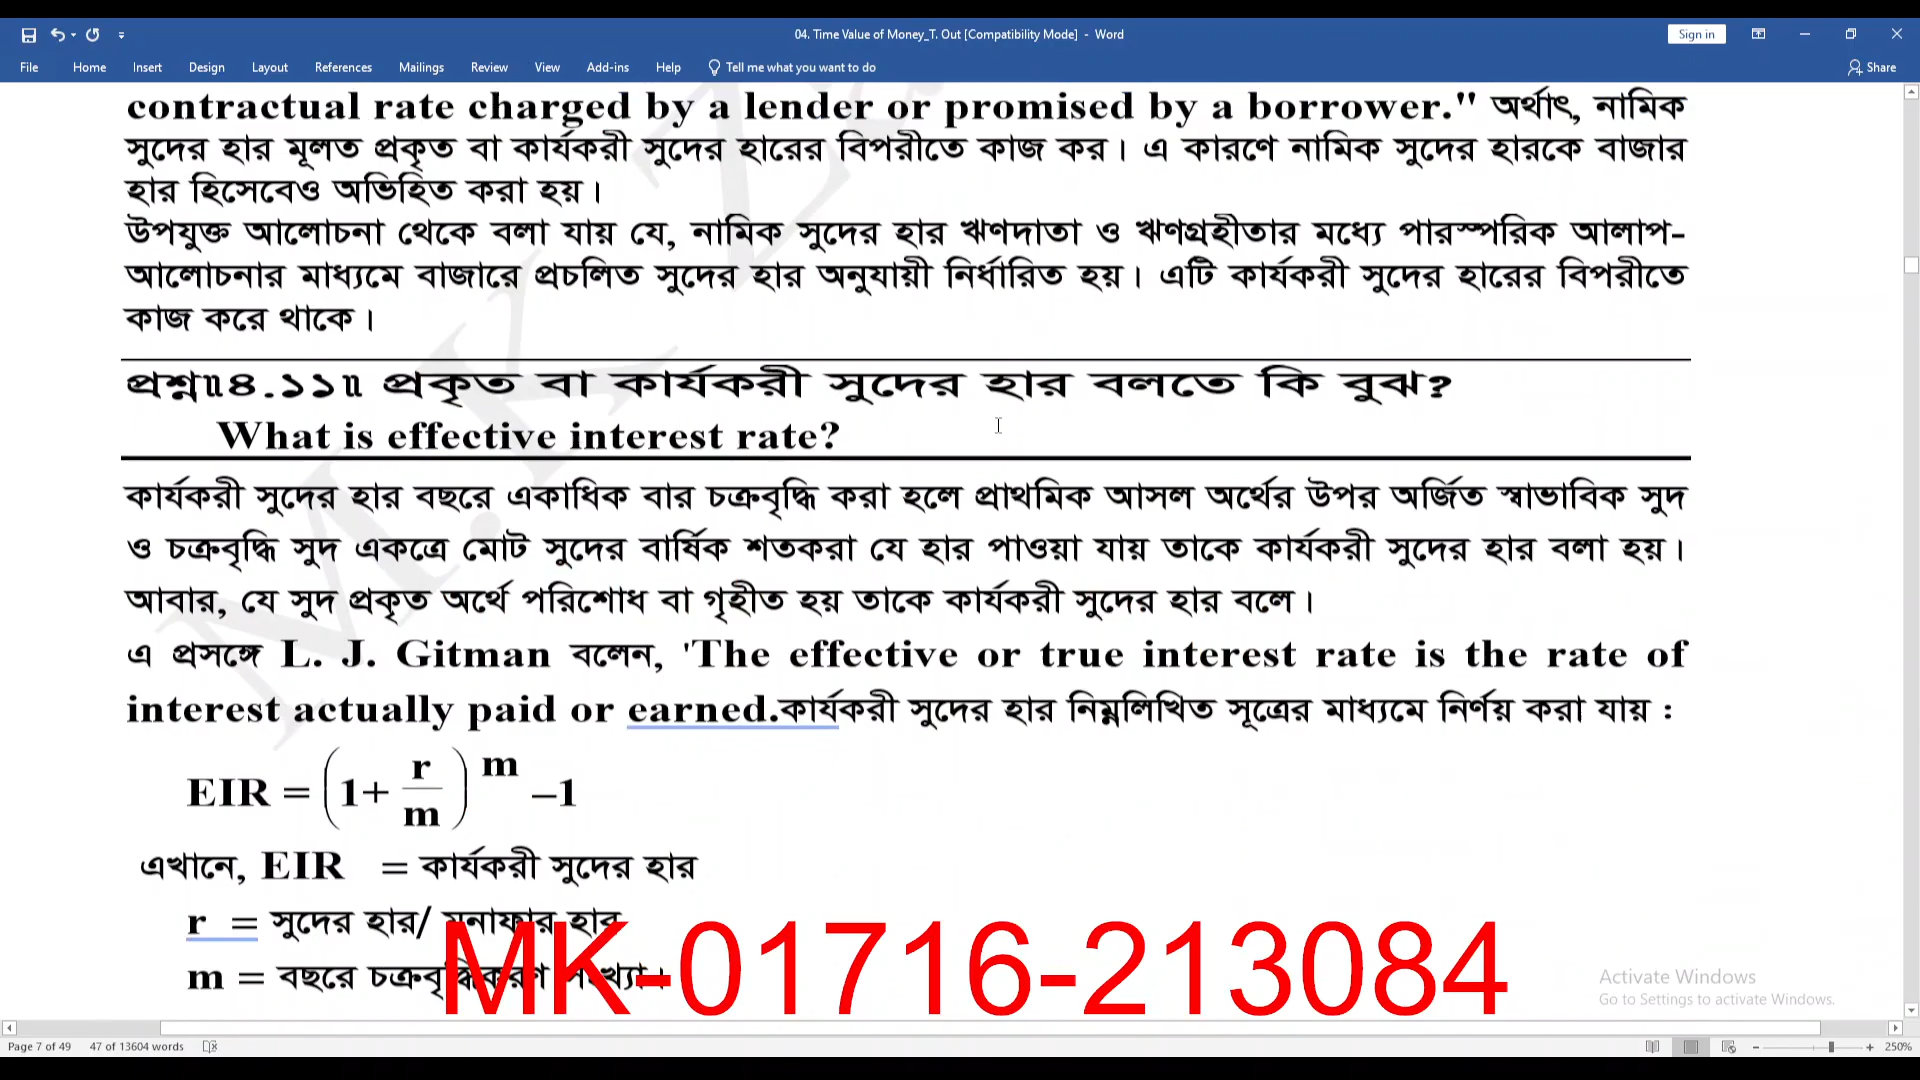 04. Time Value of Money_T. Out [Compatibility Mode] - Word
Sign in
File Home Insert Design Layout References Mailings Review View Add-ins Help Tell me what you want to do Share
contractual rate charged by a lender or promised by a borrower." অর্থাৎ, নামিক
সুদের হার মূলত প্রকৃত বা কার্যকরী সুদের হারের বিপরীতে কাজ কর। এ কারণে নামিক সুদের হারকে বাজার
হার হিসেবেও অভিহিত করা হয়।
উপযুক্ত আলোচনা থেকে বলা যায় যে, নামিক সুদের হার ঋণদাতা ও ঋণগ্রহীতার মধ্যে পারস্পরিক আলাপ-
আলোচনার মাধ্যমে বাজারে প্রচলিত সুদের হার অনুযায়ী নির্ধারিত হয়। এটি কার্যকরী সুদের হারের বিপরীতে
কাজ করে থাকে।
প্রশ্ন॥৪.১১॥ প্রকৃত বা কার্যকরী সুদের হার বলতে কি বুঝ?
What is effective interest rate?
কার্যকরী সুদের হার বছরে একাধিক বার চক্রবৃদ্ধি করা হলে প্রাথমিক আসল অর্থের উপর অর্জিত স্বাভাবিক সুদ
ও চক্রবৃদ্ধি সুদ একত্রে মোট সুদের বার্ষিক শতকরা যে হার পাওয়া যায় তাকে কার্যকরী সুদের হার বলা হয়।
আবার, যে সুদ প্রকৃত অর্থে পরিশোধ বা গৃহীত হয় তাকে কার্যকরী সুদের হার বলে।
এ প্রসঙ্গে L. J. Gitman বলেন, 'The effective or true interest rate is the rate of
interest actually paid or earned.কার্যকরী সুদের হার নিম্নলিখিত সূত্রের মাধ্যমে নির্ণয় করা যায় :
EIR = (1+ r/m) m –1
এখানে, EIR = কার্যকরী সুদের হার
r = সুদের হার/ মুনাফার হার
m = বছরে চক্রবৃদ্ধিকরণ সংখ্যা।
MK-01716-213084
Activate Windows
Go to Settings to activate Windows.
Page 7 of 49 47 of 13604 words 250%